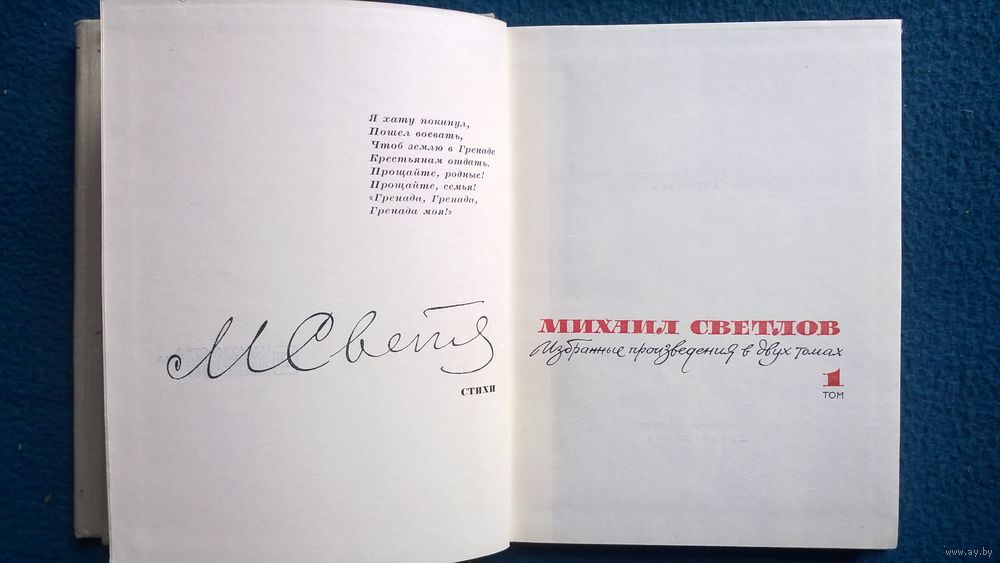 Я хату покинул,
Пошел воевать,
Чтоб землю в Гренаде
Крестьянам отдать.
Прощайте, родные!
Прощайте, семья!
«Гренада, Гренада,
Гренада моя!»
МСветл
СТИХИ
МИХАИЛ СВЕТЛОВ
Избранные произведения в двух томах
1
ТОМ
www.ay.by